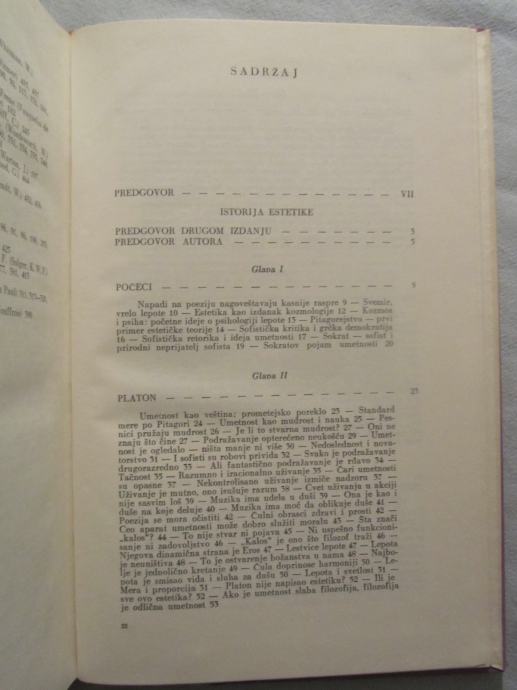 SADRŽAJ
PREDGOVOR — — — — — — — — — — — — — VII
ISTORIJA ESTETIKE
PREDGOVOR DRUGOM IZDANJU — — — — — — — 3
PREDGOVOR AUTORA — — — — — — — — — — 5
Glava I
POČECI — — — — — — — — — — — — — — 9
Napadi na poeziju nagoveštavaju kasnije raspre 9 — Svemir,
vrelo lepote 10 — Estetika kao izdanak kozmologije 12 — Kozmos
i psiha: početne ideje o psihologiji lepote 13 — Pitagorejstvo — prvi
primer estetičke teorije 14 — Sofistička kritika i grčka demokratija
16 — Sofistička retorika i ideja umetnosti 17 — Sokrat — sofist i
prirodni neprijatelj sofista 19 — Sokratov pojam umetnosti 20
Glava II
PLATON — — — — — — — — — — — — — — 23
Umetnost kao veština; prometejsko poreklo 23 — Standard
mere po Pitagori 24 — Umetnost kao mudrost i nauka 25 — Pes-
nici pružaju mudrost 26 — Je li to stvarna mudrost? 27 — Oni ne
znaju što čine 27 — Podražavanje opterećeno neukošću 29 — Umet-
nost je ogledalo — ništa manje ni više 30 — Nedoslednost i nova-
torstvo 31 — I sofisti su robovi privida 32 — Svako je podražavanje
drugorazredno 33 — Ali fantastično podražavanje je rđavo 34 —
Tačnost 35 — Razumno i iracionalno uživanje 35 — Čari umetnosti
su opasne 37 — Nekontrolisano uživanje izmiče nadzoru 37 —
Uživanje je mutno, ono isušuje razum 38 — Cvet uživanja u akciji
nije sasvim loš 39 — Muzika ima udela u duši 39 — Ona je kao i
duše na koje deluje 40 — Muzika ima moć da oblikuje duše 41 —
Poezija se mora očistiti 42 — Čulni obrasci zdravi i prosti 42 —
Ceo aparat umetnosti može dobro služiti moralu 43 — Šta znači
„kalos"? 44 — To nije stvar ni pojava 45 — Ni uspešno funkcioni-
sanje ni zadovoljstvo 46 — „Kalos" je ono što filozof traži 46 —
Njegova dinamična strana je Eros 47 — Lestvice lepote 47 — Lepota
je neuništiva 48 — To je ostvarenje božanstva u nama 48 — Najbo-
lje je jednolično kretanje 49 — Čula doprinose harmoniji 50 — Le-
pota je smisao vida i sluha za dušu 50 — Lepota i svetlost 51 —
Mera i proporcija 51 — Platon nije napisao estetiku? 52 — Ili je
sve ovo estetika? 52 — Ako je umetnost slaba filozofija, filozofija
je odlična umetnost 53